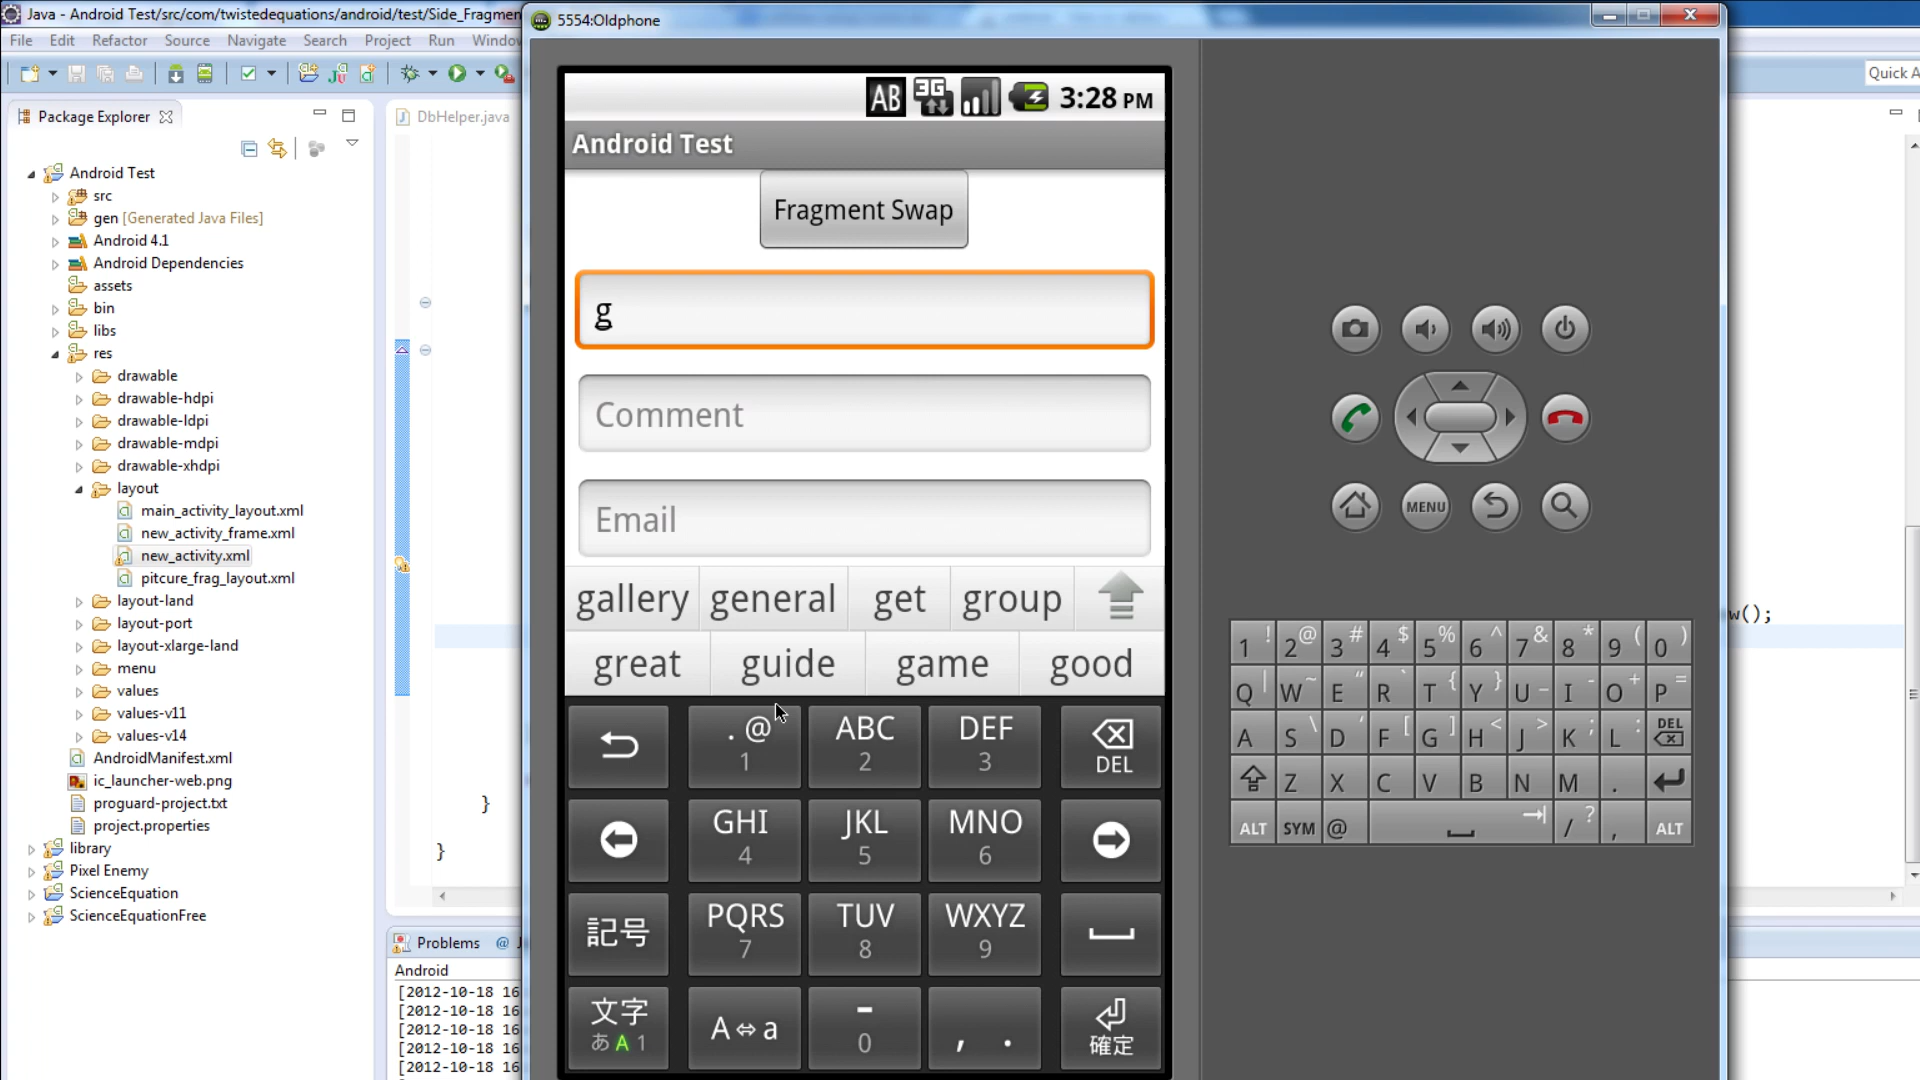 Java - Android Test/src/com/twistedequations/android/test/Side_Fragmen
5554:Oldphone
File Edit Refactor Source Navigate Search Project Run Window
Quick A
Package Explorer
DbHelper.java
Android Test
src
gen [Generated Java Files]
Android 4.1
Android Dependencies
assets
bin
libs
res
drawable
drawable-hdpi
drawable-ldpi
drawable-mdpi
drawable-xhdpi
layout
main_activity_layout.xml
new_activity_frame.xml
new_activity.xml
pitcure_frag_layout.xml
layout-land
layout-port
layout-xlarge-land
menu
values
values-v11
values-v14
AndroidManifest.xml
ic_launcher-web.png
proguard-project.txt
project.properties
library
Pixel Enemy
ScienceEquation
ScienceEquationFree
}
}
w();
Problems @ J
Android
[2012-10-18 16
[2012-10-18 16
[2012-10-18 16
[2012-10-18 16
[2012-10-18 16
AB 3G 3:28 PM
Android Test
Fragment Swap
g
Comment
Email
gallery general get group
great guide game good
. @ ABC DEF
1 2 3 DEL
GHI JKL MNO
4 5 6
記号 PQRS TUV WXYZ
7 8 9
文字 A⇔a - , . 確定
あ A 1 0
MENU
1 ! 2 @ 3 # 4 $ 5 % 6 ^ 7 & 8 * 9 ( 0 )
Q | W ~ E " R ` T { Y } U _ I - O + P =
A S \ D ' F [ G ] H < J > K ; L : DEL
Z X C V B N M .
ALT SYM @ / ? , ALT